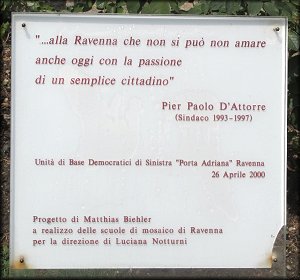 "...alla Ravenna che non si può non amare
anche oggi con la passione
di un semplice cittadino"
Pier Paolo D'Attorre
(Sindaco 1993-1997)
Unità di Base Democratici di Sinistra "Porta Adriana" Ravenna
26 Aprile 2000
Progetto di Matthias Biehler
a realizzo delle scuole di mosaico di Ravenna
per la direzione di Luciana Notturni